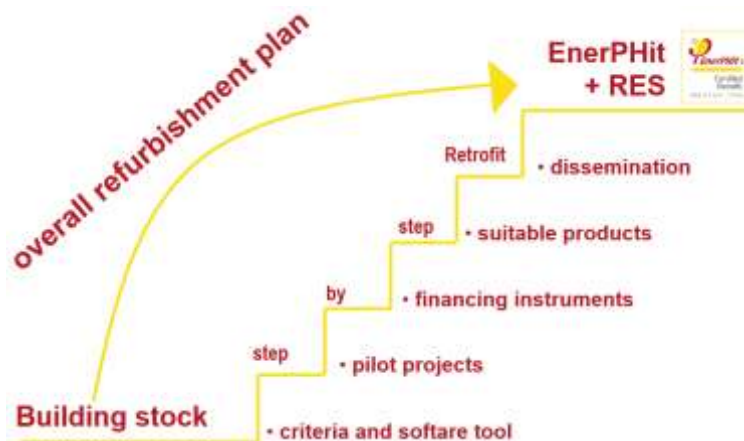 overall refurbishment plan
EnerPHit
+ RES
EnerPHit
Retrofit
• dissemination
step
• suitable products
by
• financing instruments
step
• pilot projects
Building stock
• criteria and softare tool